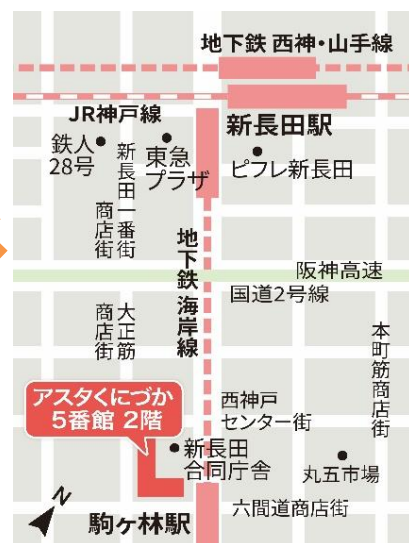 地下鉄 西神・山手線
JR神戸線
新長田駅
鉄人
28号
新長田一番街
商店街
東急
プラザ
ピフレ新長田
地下鉄 海岸線
阪神高速
国道2号線
大正筋
商店街
本町筋商店街
アスタくにづか
5番館 2階
西神戸
センター街
新長田
合同庁舎
丸五市場
六間道商店街
N
駒ヶ林駅